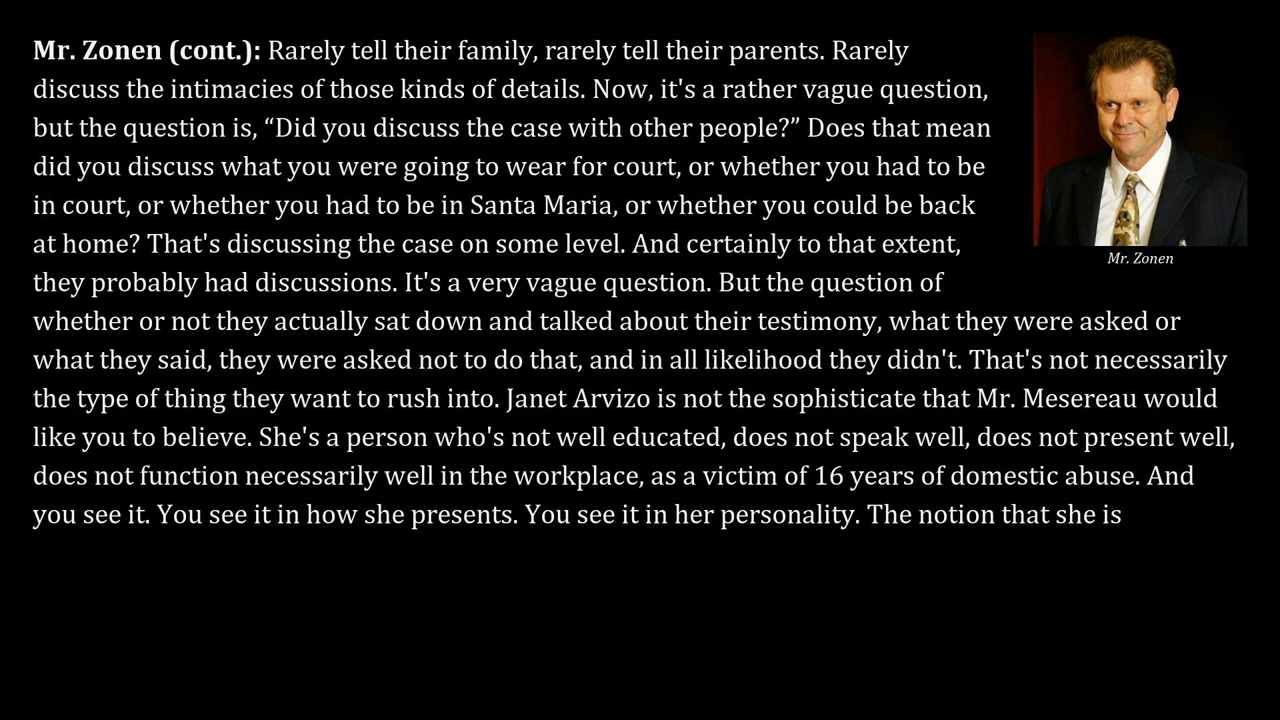 Mr. Zonen (cont.): Rarely tell their family, rarely tell their parents. Rarely
discuss the intimacies of those kinds of details. Now, it's a rather vague question,
but the question is, “Did you discuss the case with other people?” Does that mean
did you discuss what you were going to wear for court, or whether you had to be
in court, or whether you had to be in Santa Maria, or whether you could be back
at home? That's discussing the case on some level. And certainly to that extent,
they probably had discussions. It's a very vague question. But the question of
whether or not they actually sat down and talked about their testimony, what they were asked or
what they said, they were asked not to do that, and in all likelihood they didn't. That's not necessarily
the type of thing they want to rush into. Janet Arvizo is not the sophisticate that Mr. Mesereau would
like you to believe. She's a person who's not well educated, does not speak well, does not present well,
does not function necessarily well in the workplace, as a victim of 16 years of domestic abuse. And
you see it. You see it in how she presents. You see it in her personality. The notion that she is
Mr. Zonen